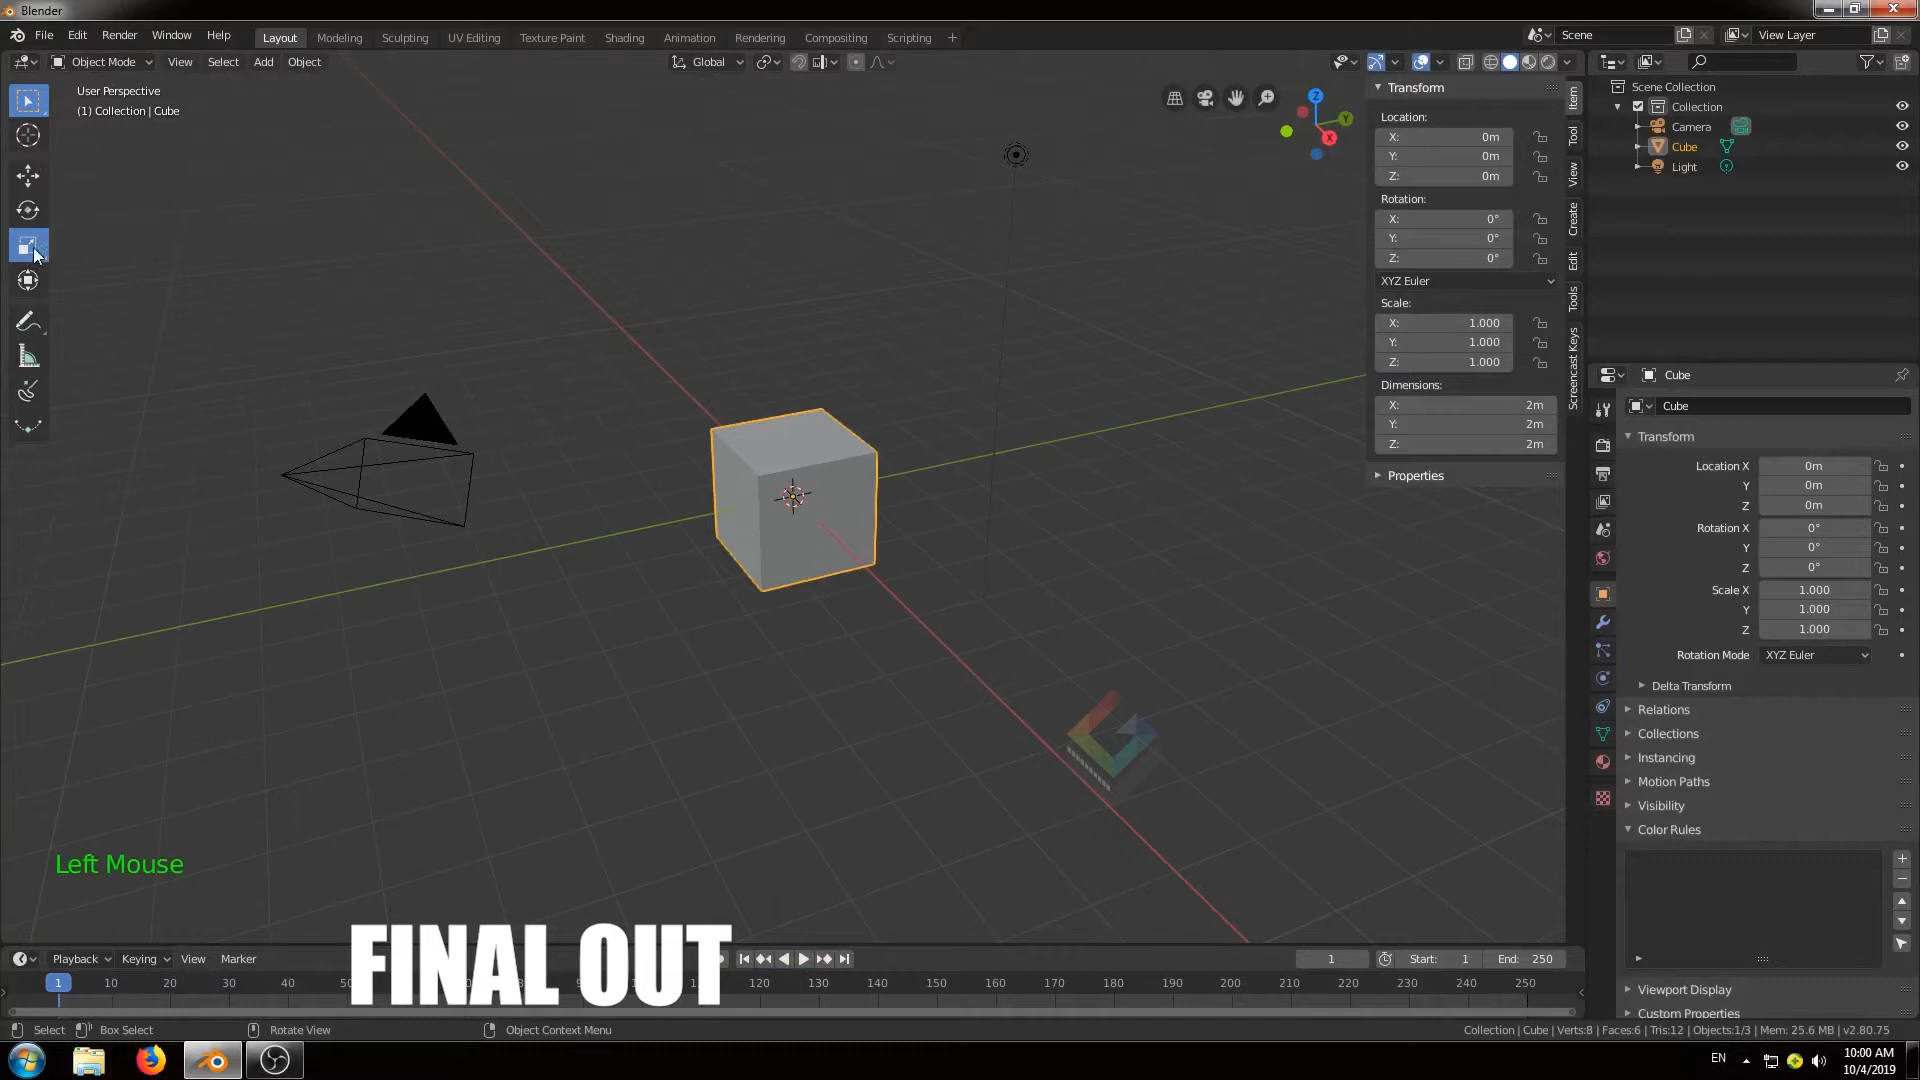 Blender
File Edit Render Window Help Layout Modeling Sculpting UV Editing Texture Paint Shading Animation Rendering Compositing Scripting + Scene View Layer
Object Mode View Select Add Object Global
User Perspective
(1) Collection | Cube
Z
Y
X
Transform
Location:
X: 0m
Y: 0m
Z: 0m
Rotation:
X: 0°
Y: 0°
Z: 0°
XYZ Euler
Scale:
X: 1.000
Y: 1.000
Z: 1.000
Dimensions:
X: 2m
Y: 2m
Z: 2m
Properties
Item
Tool
View
Create
Edit
Tools
Screencast Keys
Scene Collection
Collection
Camera
Cube
Light
Cube
Cube
Transform
Location X 0m
Y 0m
Z 0m
Rotation X 0°
Y 0°
Z 0°
Scale X 1.000
Y 1.000
Z 1.000
Rotation Mode XYZ Euler
Delta Transform
Relations
Collections
Instancing
Motion Paths
Visibility
Color Rules
Viewport Display
Custom Properties
Left Mouse
FINAL OUT
Playback Keying View Marker 1 Start: 1 End: 250
1 10 20 30 40 120 130 140 150 160 170 180 190 200 210 220 230 240 250
Select Box Select Rotate View Object Context Menu Collection | Cube | Verts:8 | Faces:6 | Tris:12 | Objects:1/3 | Mem: 25.6 MB | v2.80.75
EN 10:00 AM
10/4/2019